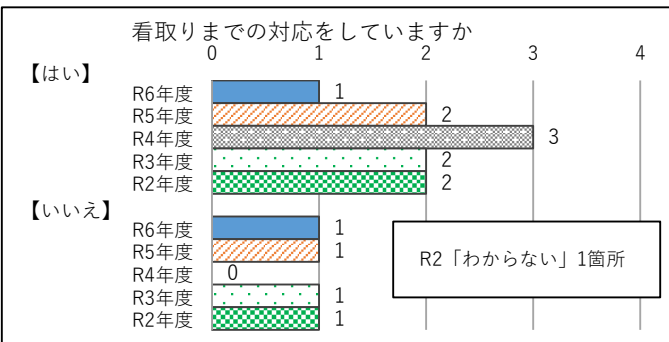 看取りまでの対応をしていますか
0 1 2 3 4
【はい】
R6年度 1
R5年度 2
R4年度 3
R3年度 2
R2年度 2
【いいえ】
R6年度 1
R5年度 1
R4年度 0
R3年度 1
R2年度 1
R2「わからない」1箇所